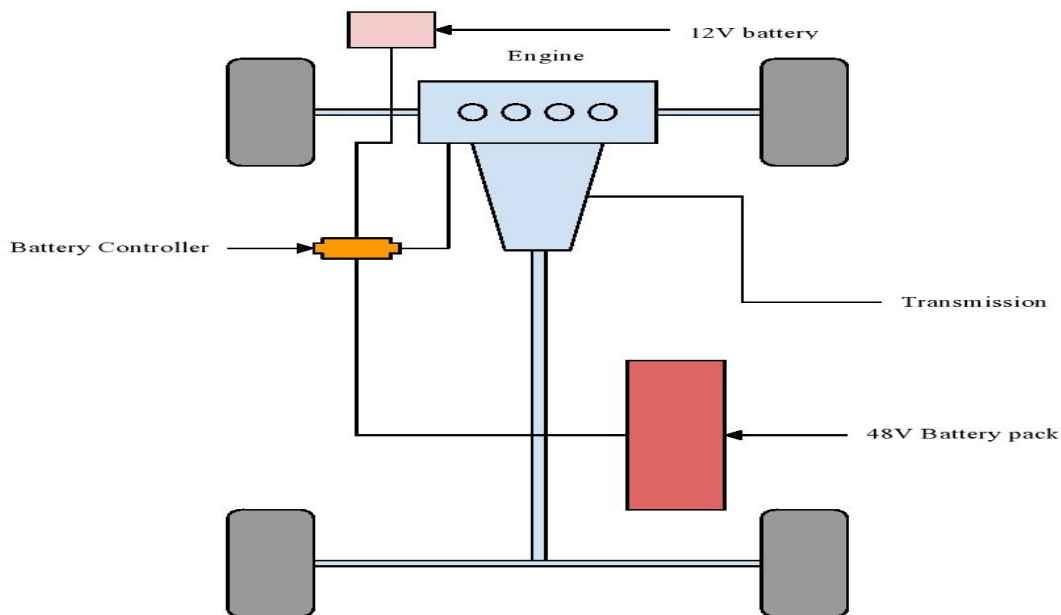 12V battery
Engine
Battery Controller
Transmission
48V Battery pack